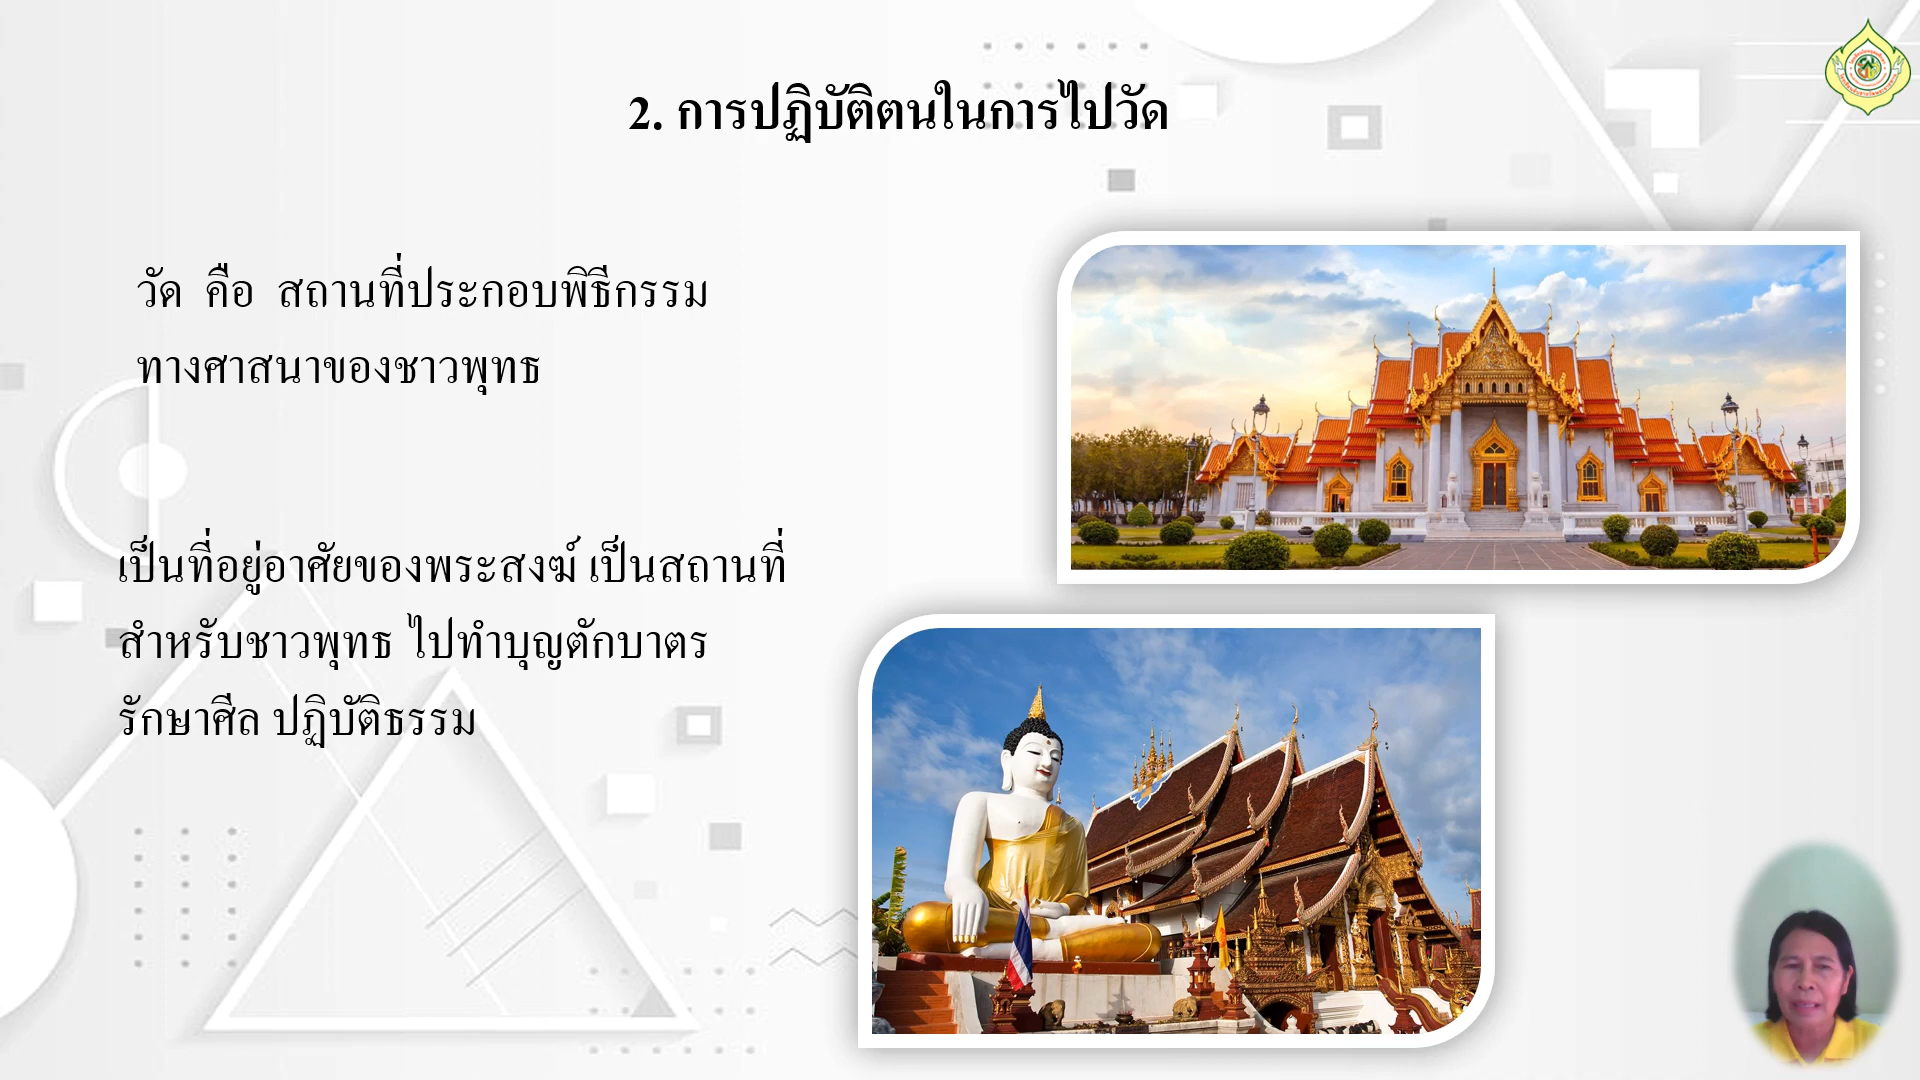 2. การปฏิบัติตนในการไปวัด
วัด คือ สถานที่ประกอบพิธีกรรม
ทางศาสนาของชาวพุทธ
เป็นที่อยู่อาศัยของพระสงฆ์ เป็นสถานที่
สำหรับชาวพุทธ ไปทำบุญตักบาตร
รักษาศีล ปฏิบัติธรรม